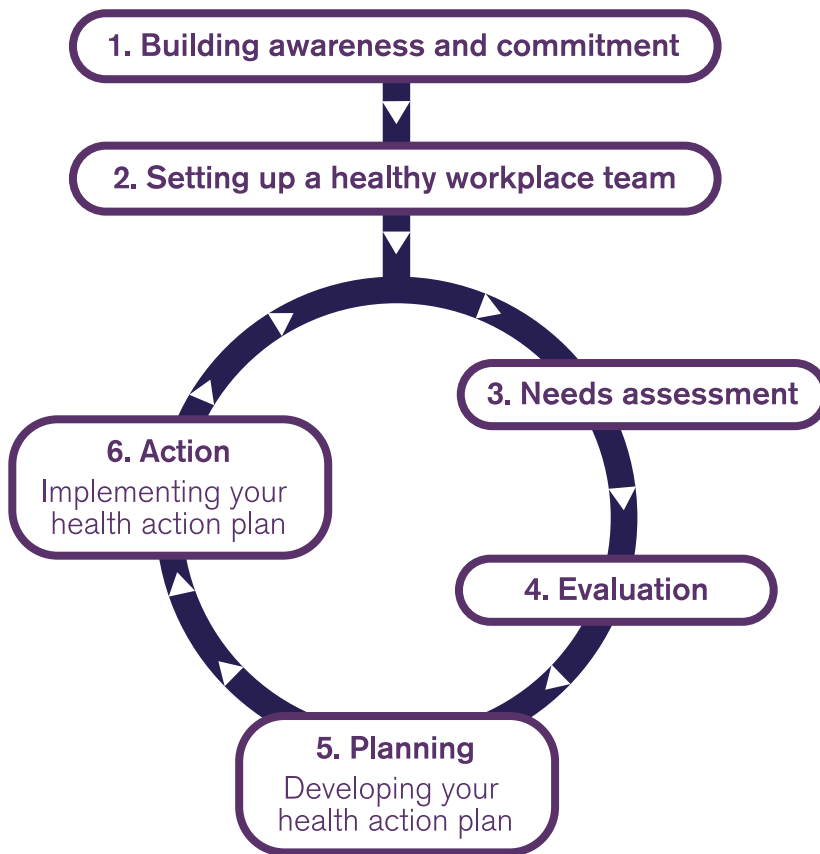 1. Building awareness and commitment
2. Setting up a healthy workplace team
3. Needs assessment
4. Evaluation
5. Planning
Developing your
health action plan
6. Action
Implementing your
health action plan